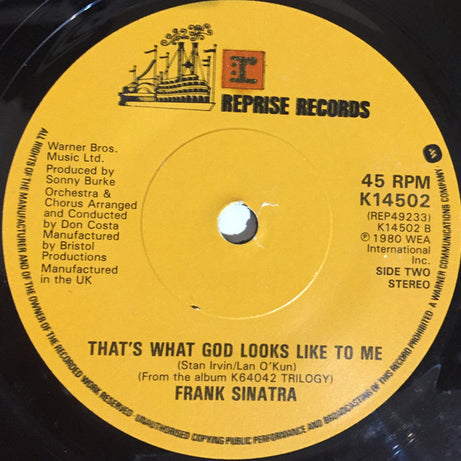 REPRISE RECORDS
Warner Bros.
Music Ltd.
Produced by
Sonny Burke
Orchestra &
Chorus Arranged
and Conducted
by Don Costa
Manufactured
by Bristol
Productions
Manufactured
in the UK
45 RPM
K14502
(REP49233)
K14502 B
℗ 1980 WEA
International
Inc.
SIDE TWO
STEREO
THAT'S WHAT GOD LOOKS LIKE TO ME
(Stan Irvin/Lan O'Kun)
(From the album K64042 TRILOGY)
FRANK SINATRA
ALL RIGHTS OF THE MANUFACTURER AND OF THE OWNER OF THE RECORDED WORK RESERVED. UNAUTHORISED COPYING PUBLIC PERFORMANCE AND BROADCASTING OF THIS RECORD PROHIBITED. A WARNER COMMUNICATIONS COMPANY.